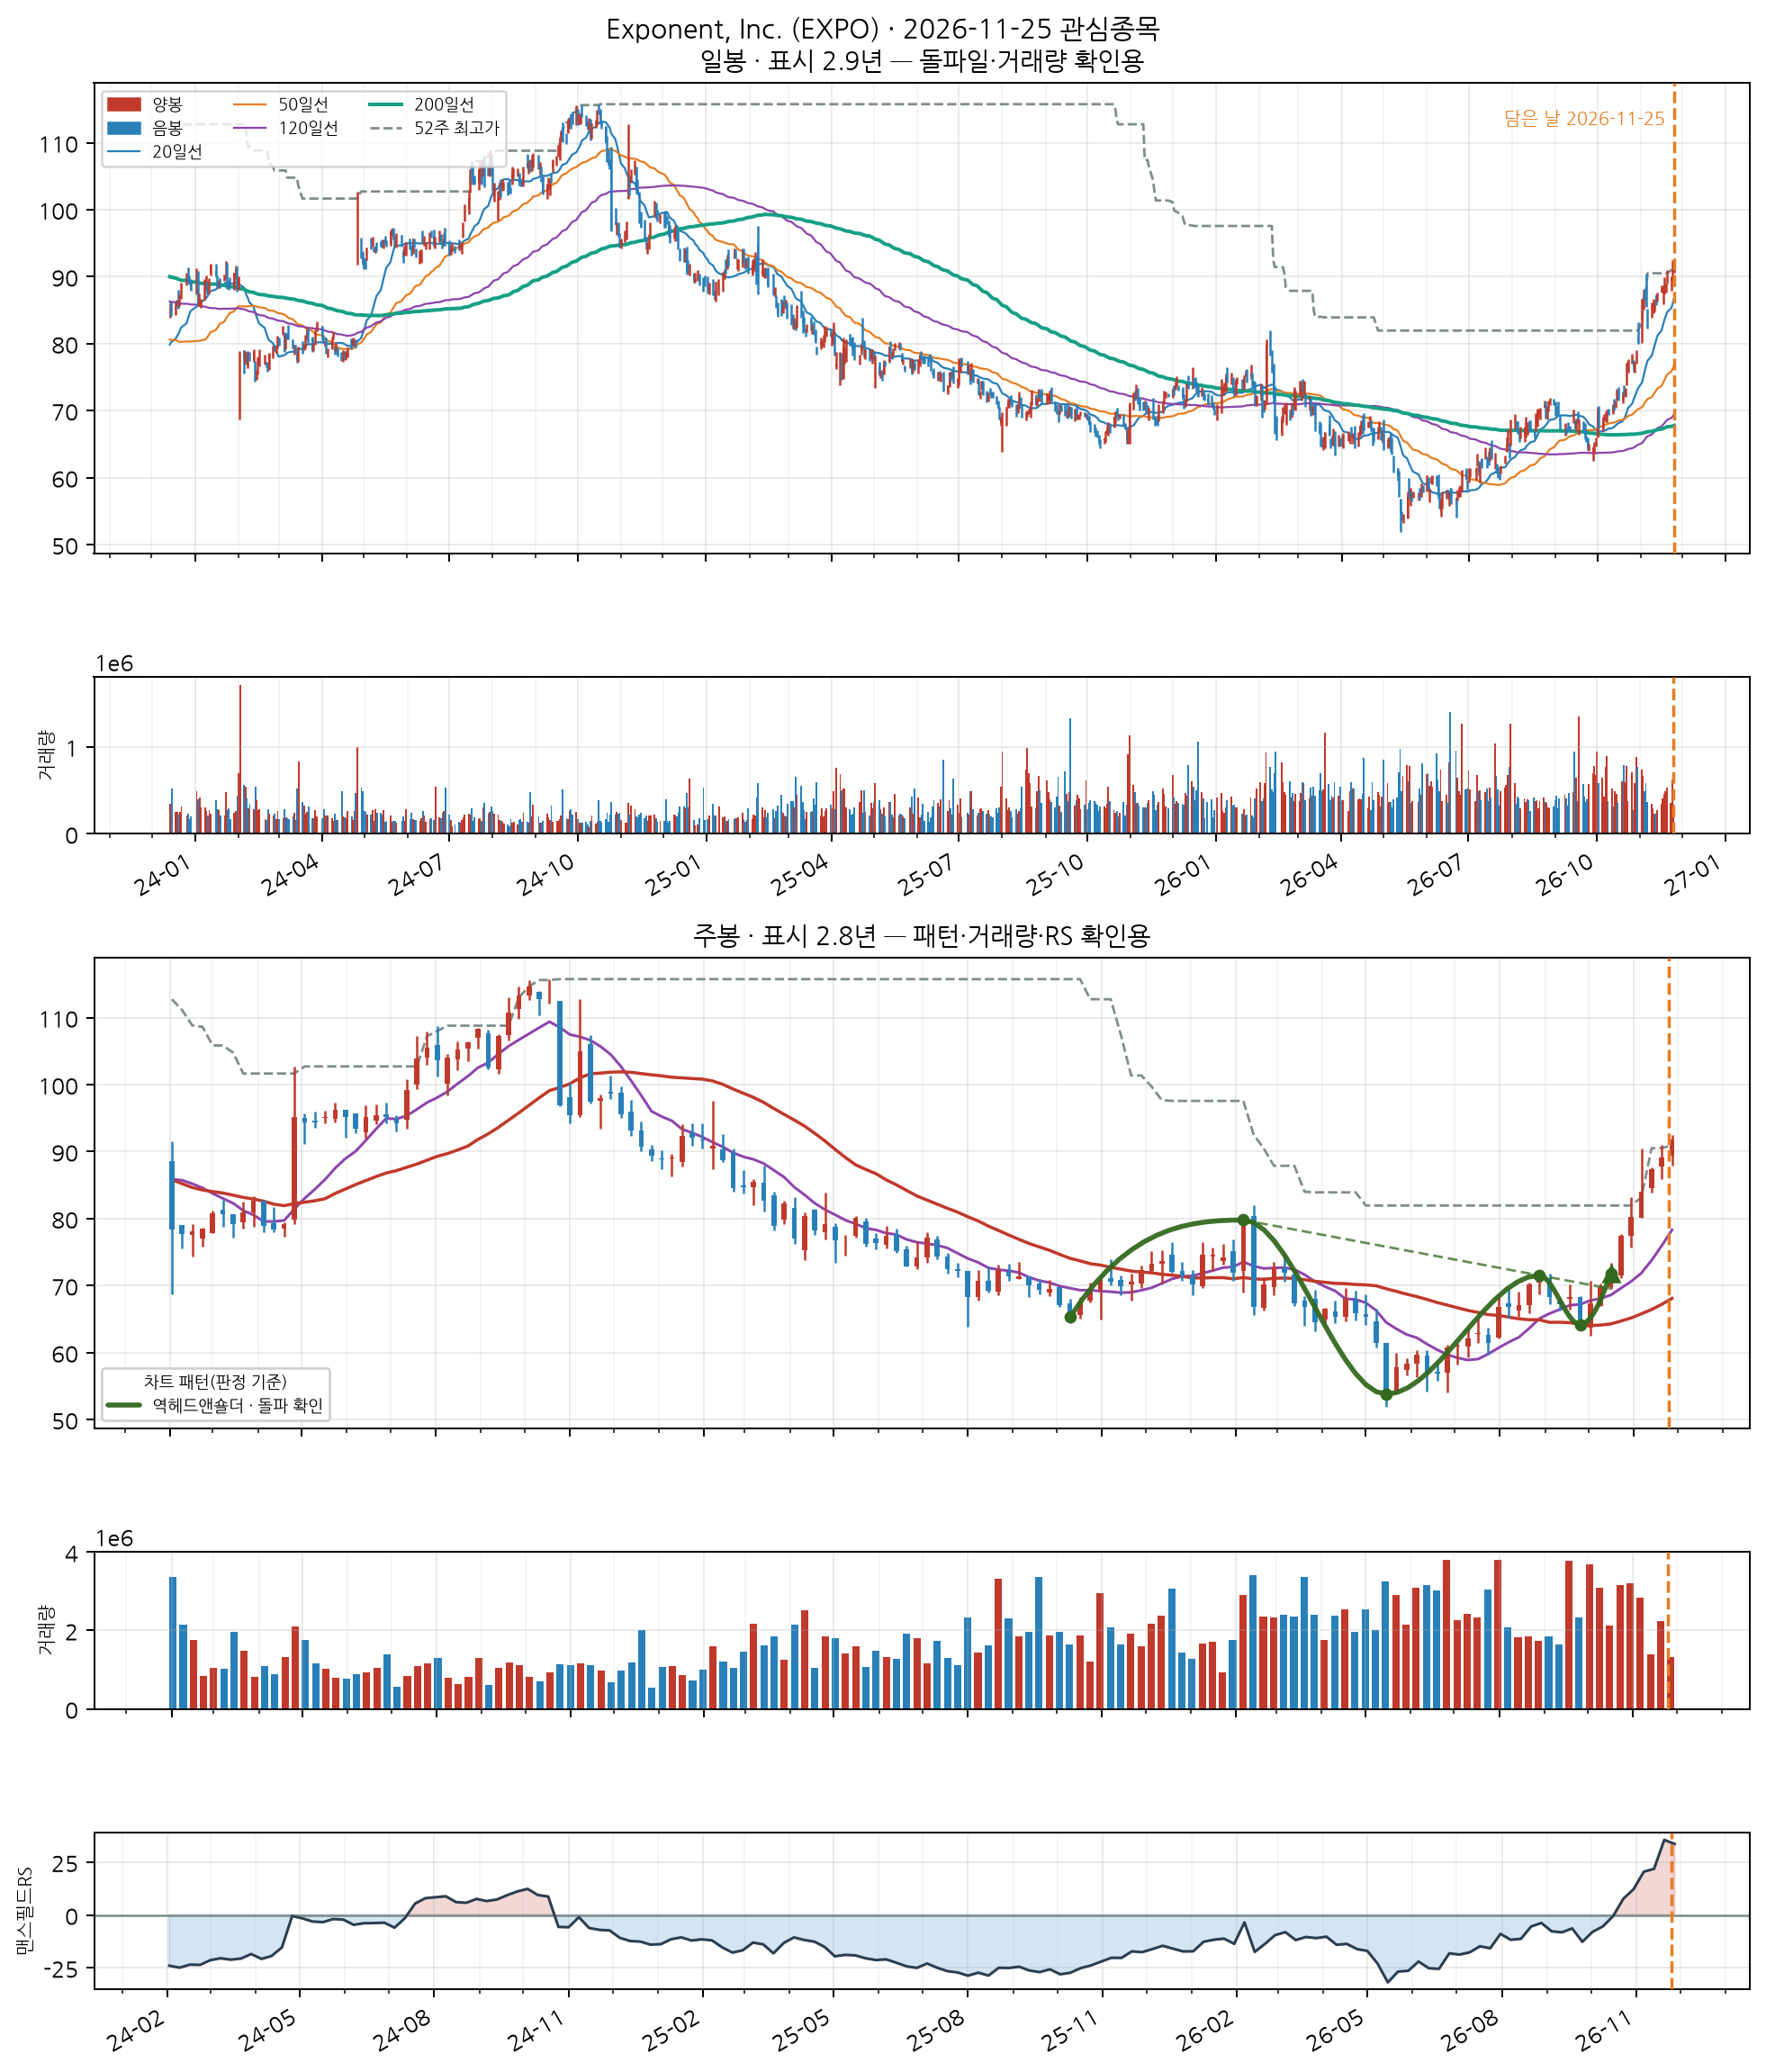 Exponent, Inc. (EXPO) · 2026-11-25 관심종목
일봉 · 표시 2.9년 — 돌파일·거래량 확인용
양봉
음봉
20일선
50일선
120일선
200일선
52주 최고가
담은 날 2026-11-25
110
100
90
80
70
60
50
1e6
거래량
1
0
24-01
24-04
24-07
24-10
25-01
25-04
25-07
25-10
26-01
26-04
26-07
26-10
27-01
주봉 · 표시 2.8년 — 패턴·거래량·RS 확인용
110
100
90
80
70
60
50
차트 패턴(판정 기준)
역헤드앤숄더 · 돌파 확인
1e6
거래량
4
2
0
맨스필드RS
25
0
-25
24-02
24-05
24-08
24-11
25-02
25-05
25-08
25-11
26-02
26-05
26-08
26-11